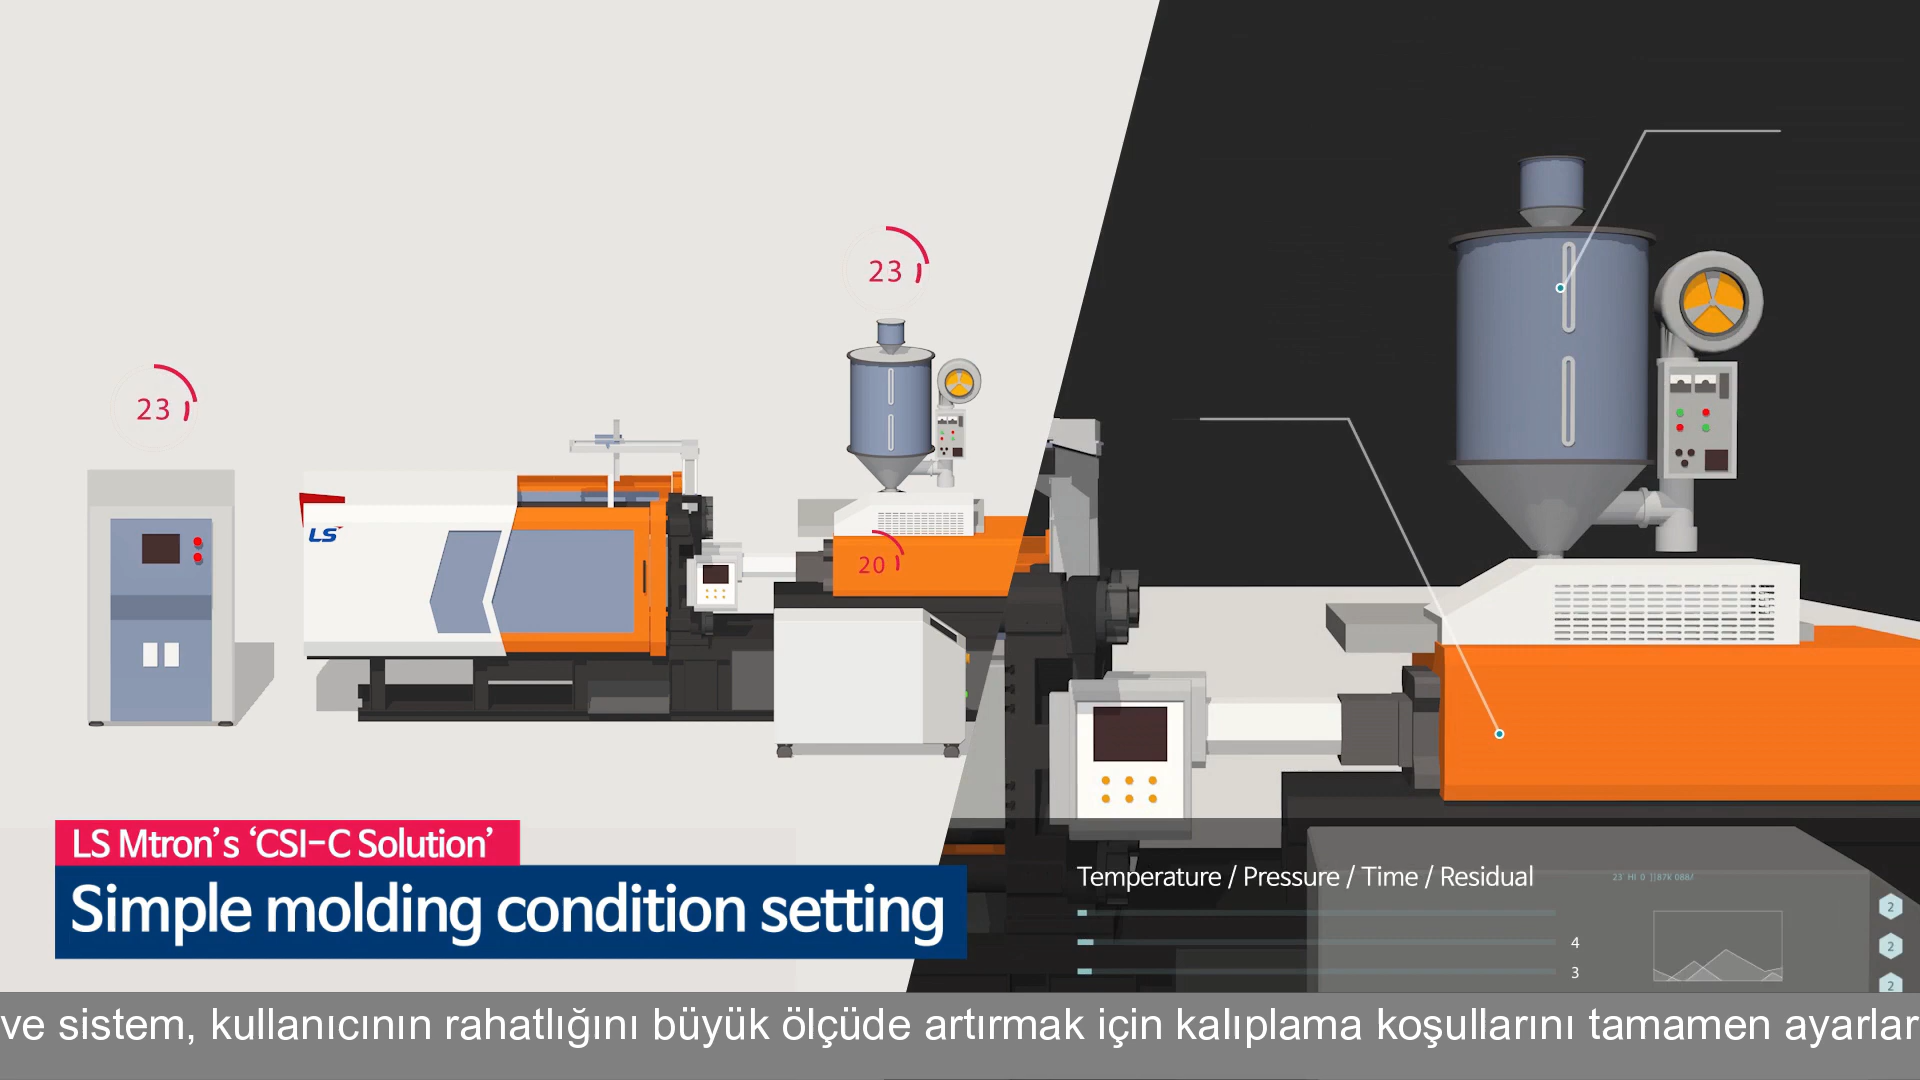 23
23
LS
20
LS Mtron's 'CSI-C Solution'
Simple molding condition setting
Temperature / Pressure / Time / Residual
4
3
2
2
2
ve sistem, kullanıcının rahatlığını büyük ölçüde artırmak için kalıplama koşullarını tamamen ayarlar